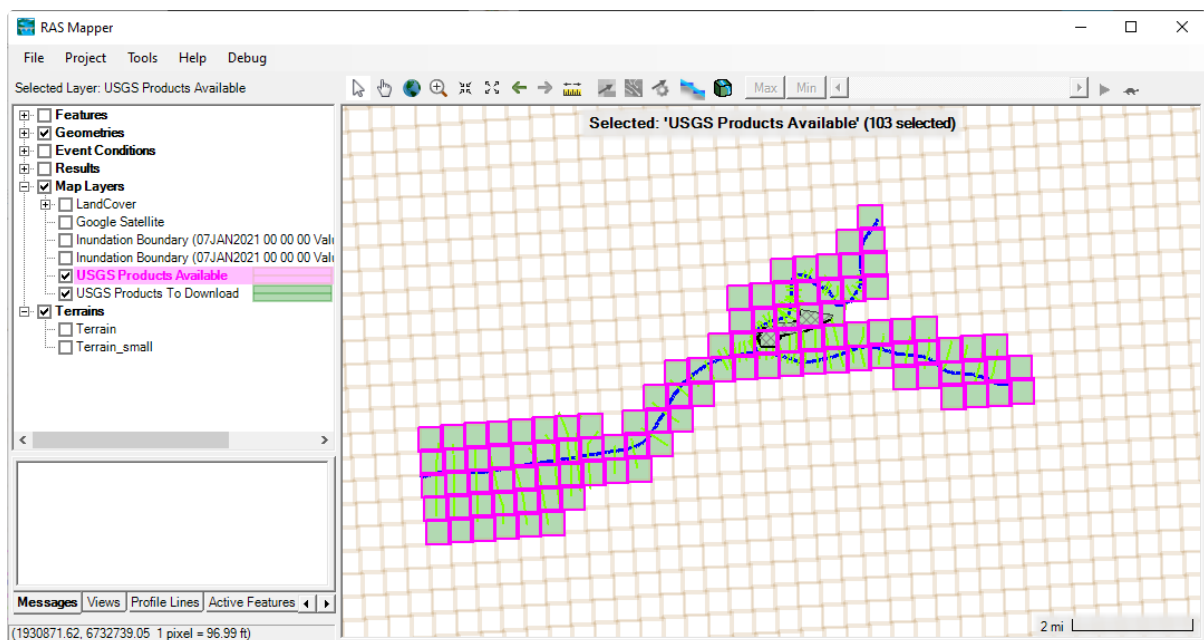 RAS Mapper
File Project Tools Help Debug
Selected Layer: USGS Products Available
Max Min
Features
Geometries
Event Conditions
Results
Map Layers
LandCover
Google Satellite
Inundation Boundary (07JAN2021 00 00 00 Valu
Inundation Boundary (07JAN2021 00 00 00 Valu
USGS Products Available
USGS Products To Download
Terrains
Terrain
Terrain_small
Selected: 'USGS Products Available' (103 selected)
Messages Views Profile Lines Active Features
(1930871.62, 6732739.05 1 pixel = 96.99 ft)
2 mi